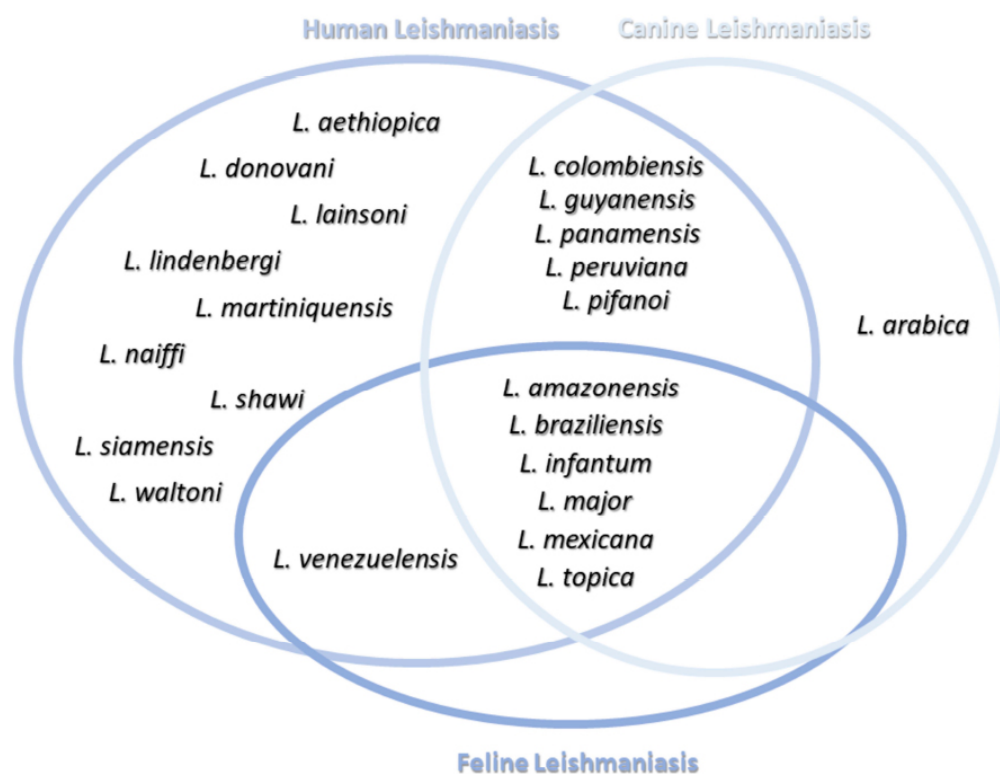 Human Leishmaniasis
Canine Leishmaniasis
L. aethiopica
L. donovani
L. lainsoni
L. lindenbergi
L. martiniquensis
L. naiffi
L. shawi
L. siamensis
L. waltoni
L. colombiensis
L. guyanensis
L. panamensis
L. peruviana
L. pifanoi
L. arabica
L. amazonensis
L. braziliensis
L. infantum
L. major
L. mexicana
L. topica
L. venezuelensis
Feline Leishmaniasis